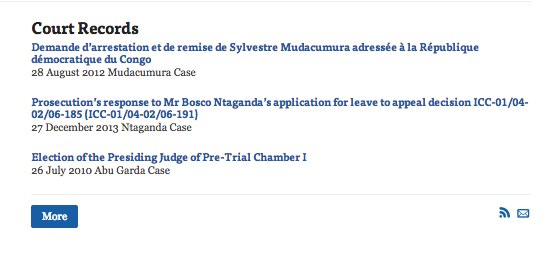 Court Records
Demande d’arrestation et de remise de Sylvestre Mudacumura adressée à la République
démocratique du Congo
28 August 2012 Mudacumura Case
Prosecution’s response to Mr Bosco Ntaganda’s application for leave to appeal decision ICC-01/04-
02/06-185 (ICC-01/04-02/06-191)
27 December 2013 Ntaganda Case
Election of the Presiding Judge of Pre-Trial Chamber I
26 July 2010 Abu Garda Case
More